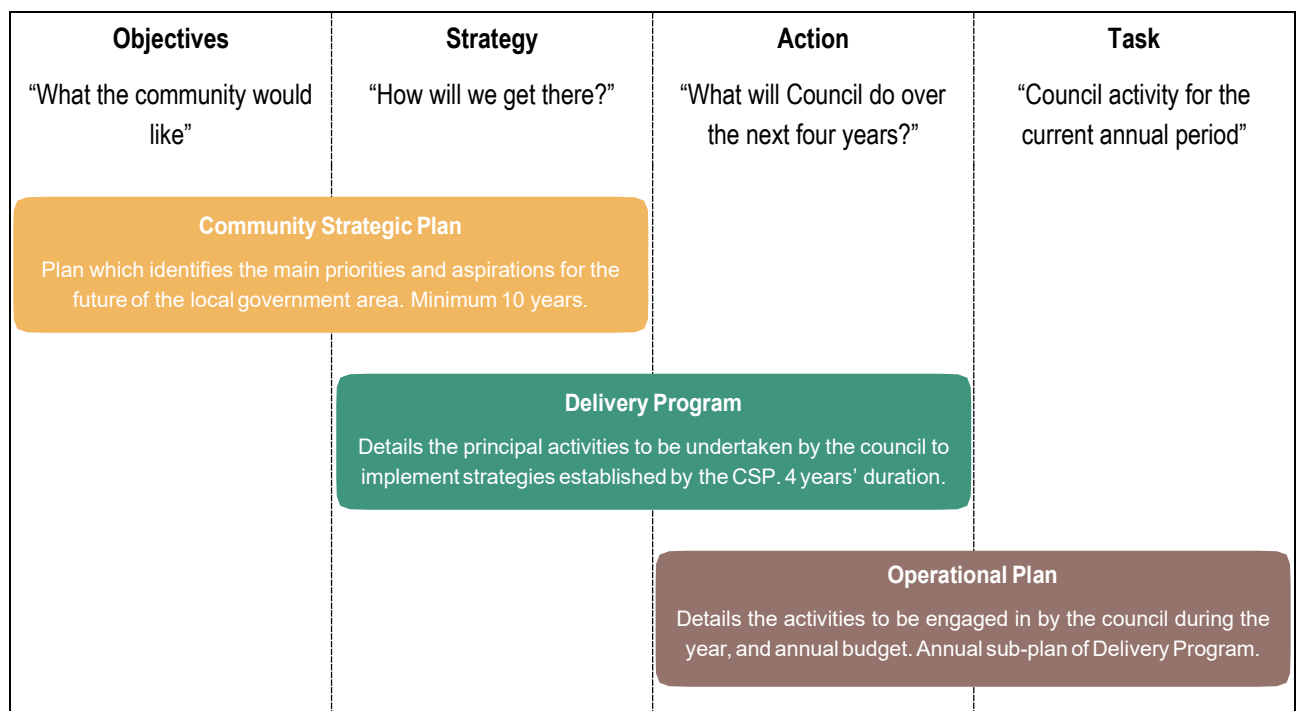 Objectives
“What the community would
like”
Strategy
“How will we get there?”
Action
“What will Council do over
the next four years?”
Task
“Council activity for the
current annual period”
Community Strategic Plan
Plan which identifies the main priorities and aspirations for the
future of the local government area. Minimum 10 years.
Delivery Program
Details the principal activities to be undertaken by the council to
implement strategies established by the CSP. 4 years’ duration.
Operational Plan
Details the activities to be engaged in by the council during the
year, and annual budget. Annual sub-plan of Delivery Program.